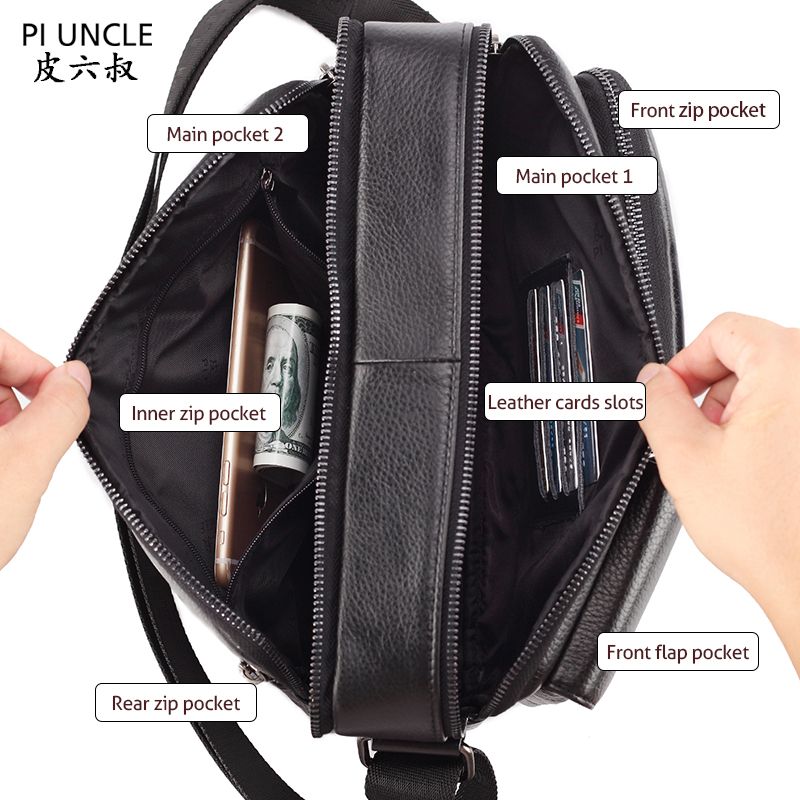 PI UNCLE
皮六叔
Front zip pocket
Main pocket 2
Main pocket 1
Inner zip pocket
Leather cards slots
Front flap pocket
Rear zip pocket